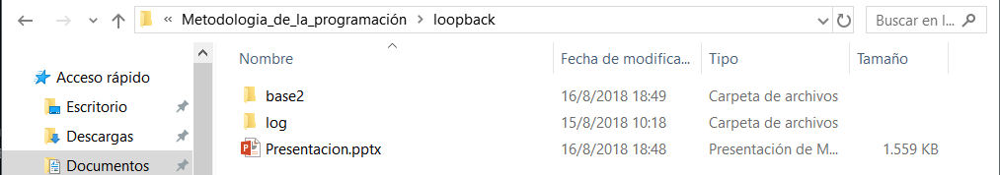 « Metodologia_de_la_programación › loopback
Buscar en l...
Nombre Fecha de modifica... Tipo Tamaño
Acceso rápido
Escritorio
Descargas
Documentos
base2 16/8/2018 18:49 Carpeta de archivos
log 15/8/2018 10:18 Carpeta de archivos
Presentacion.pptx 16/8/2018 18:48 Presentación de M... 1.559 KB